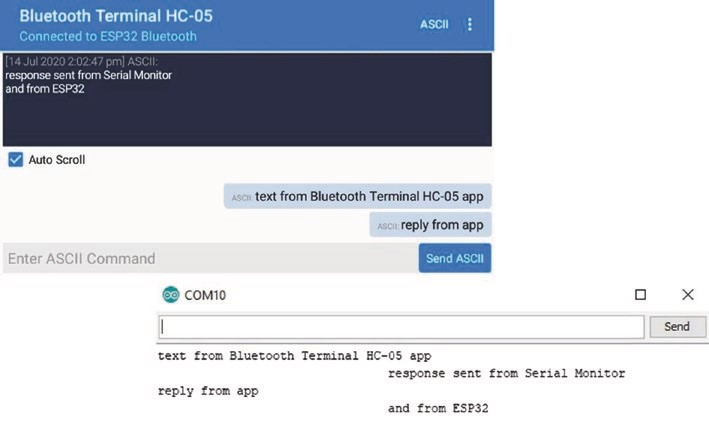 Bluetooth Terminal HC-05
Connected to ESP32 Bluetooth
ASCII
[14 Jul 2020 2:02:47 pm] ASCII:
response sent from Serial Monitor
and from ESP32
Auto Scroll
ASCII: text from Bluetooth Terminal HC-05 app
ASCII: reply from app
Enter ASCII Command
Send ASCII
COM10
Send
text from Bluetooth Terminal HC-05 app
response sent from Serial Monitor
reply from app
and from ESP32